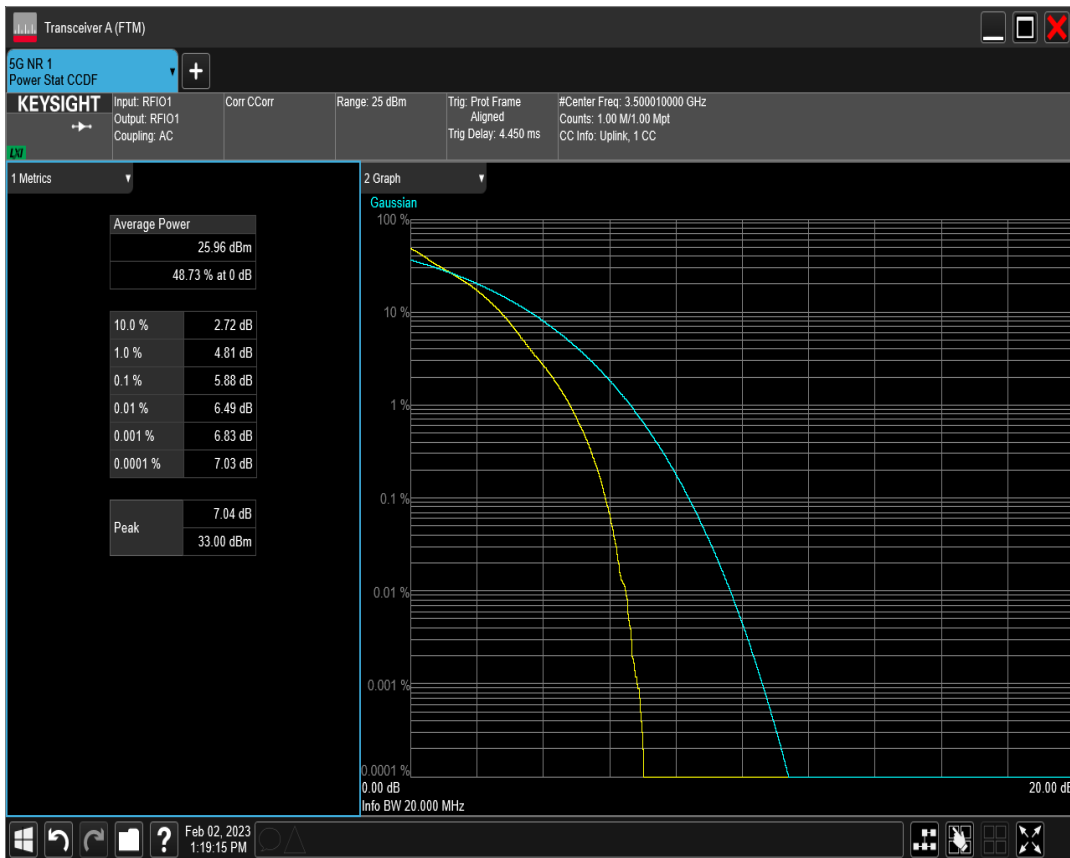 Transceiver A (FTM)
5G NR 1
Power Stat CCDF
+
KEYSIGHT
LXI
Input: RFIO1
Output: RFIO1
Coupling: AC
Corr CCorr
Range: 25 dBm
Trig: Prot Frame
Aligned
Trig Delay: 4.450 ms
#Center Freq: 3.500010000 GHz
Counts: 1.00 M/1.00 Mpt
CC Info: Uplink, 1 CC
1 Metrics
Average Power
25.96 dBm
48.73 % at 0 dB
10.0 % 2.72 dB
1.0 % 4.81 dB
0.1 % 5.88 dB
0.01 % 6.49 dB
0.001 % 6.83 dB
0.0001 % 7.03 dB
Peak
7.04 dB
33.00 dBm
2 Graph
Gaussian
100 %
10 %
1 %
0.1 %
0.01 %
0.001 %
0.0001 %
0.00 dB 20.00 dB
Info BW 20.000 MHz
?
Feb 02, 2023
1:19:15 PM